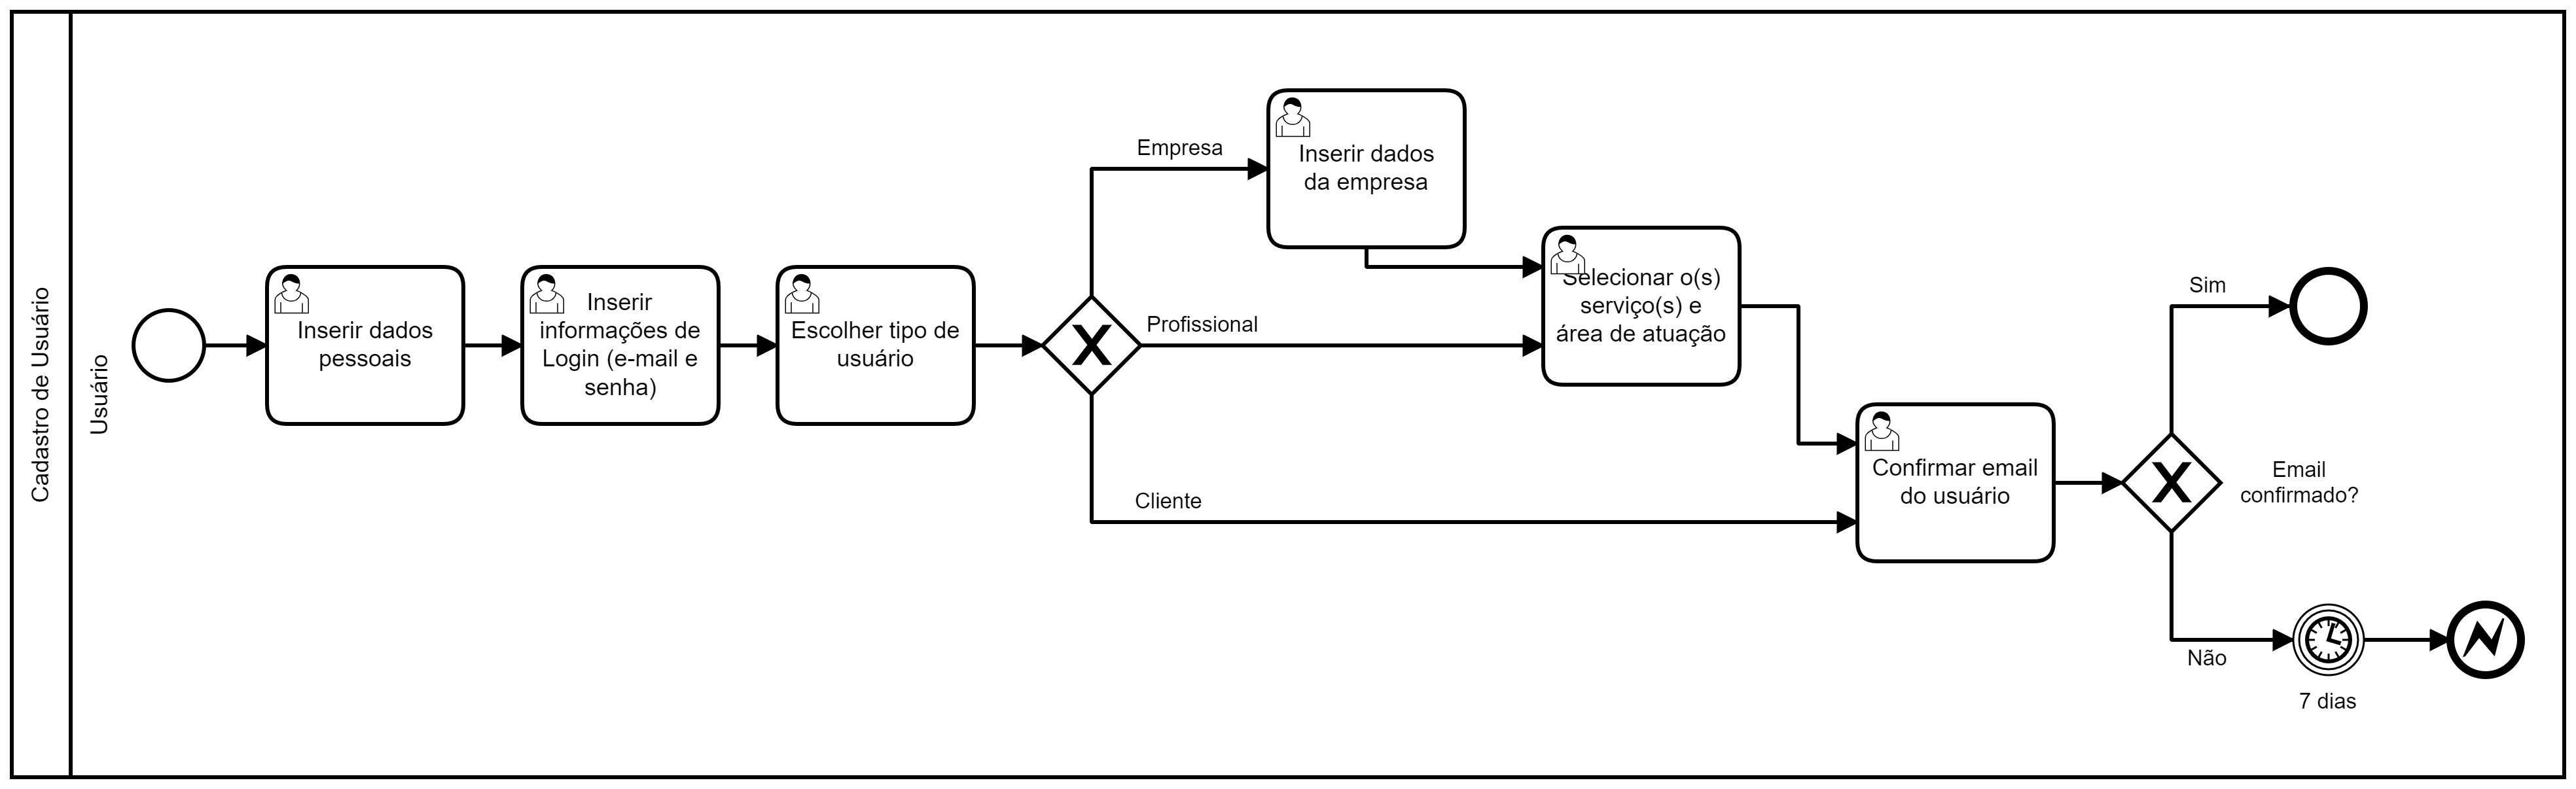 Cadastro de Usuário
Usuário
Inserir dados
pessoais
Inserir
informações de
Login (e-mail e
senha)
Escolher tipo de
usuário
X
Empresa
Inserir dados
da empresa
Profissional
Selecionar o(s)
serviço(s) e
área de atuação
Cliente
Confirmar email
do usuário
X
Email
confirmado?
Sim
Não
7 dias